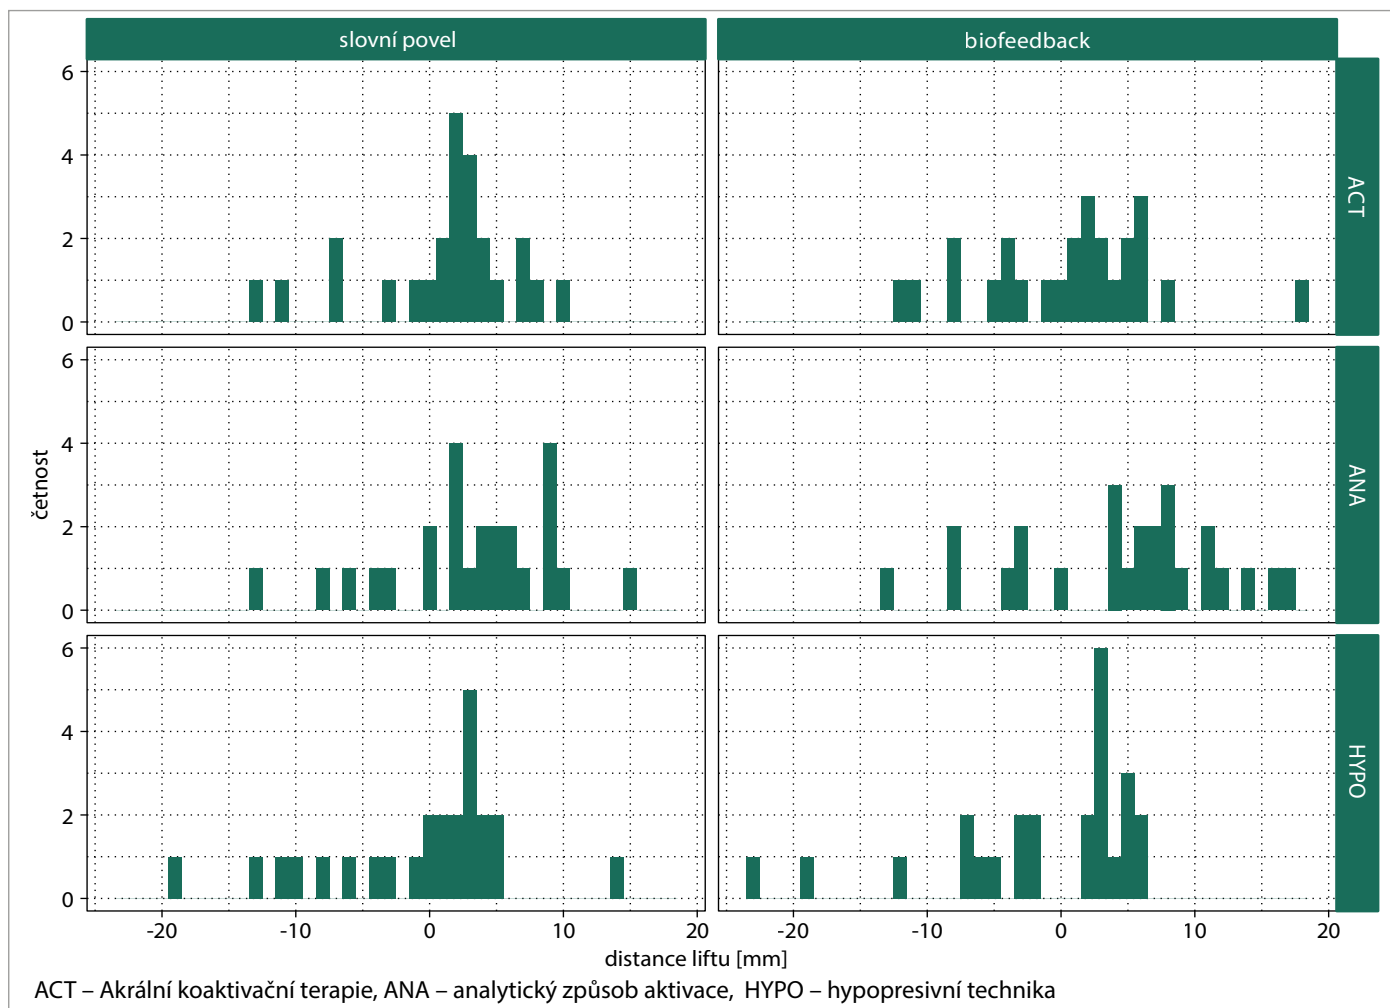 slovní povel
biofeedback
6
4
2
0
ACT
6
4
2
0
ANA
četnost
6
4
2
0
HYPO
-20 -10 0 10 20
-20 -10 0 10 20
distance liftu [mm]
ACT – Akrální koaktivační terapie, ANA – analytický způsob aktivace, HYPO – hypopresivní technika